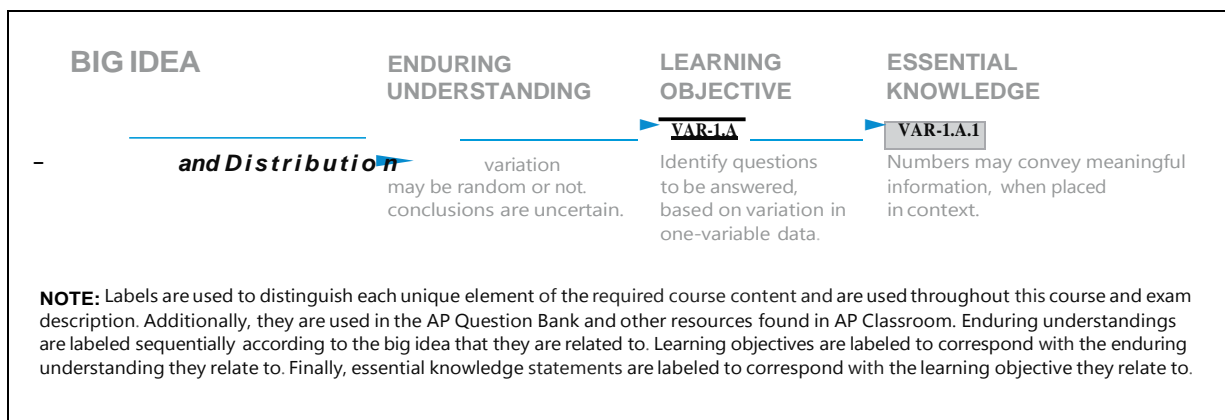 BIG IDEA
ENDURING
UNDERSTANDING
LEARNING
OBJECTIVE
ESSENTIAL
KNOWLEDGE
– and Distribution
variation
may be random or not.
conclusions are uncertain.
VAR-1.A
Identify questions
to be answered,
based on variation in
one-variable data.
VAR-1.A.1
Numbers may convey meaningful
information, when placed
in context.
NOTE: Labels are used to distinguish each unique element of the required course content and are used throughout this course and exam
description. Additionally, they are used in the AP Question Bank and other resources found in AP Classroom. Enduring understandings
are labeled sequentially according to the big idea that they are related to. Learning objectives are labeled to correspond with the enduring
understanding they relate to. Finally, essential knowledge statements are labeled to correspond with the learning objective they relate to.